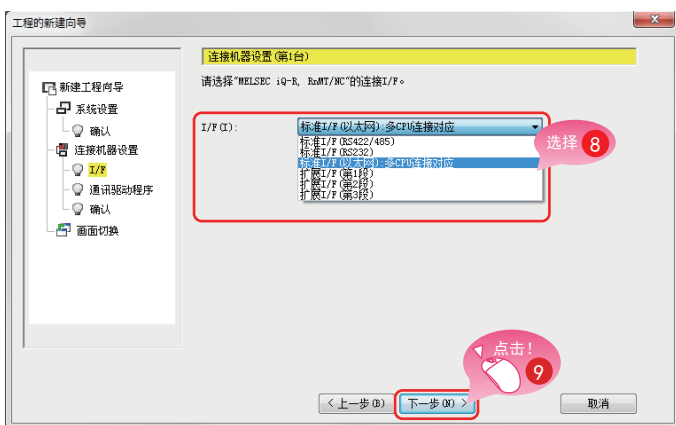 工程的新建向导
连接机器设置(第1台)
请选择"MELSEC iQ-R, RnMT/NC"的连接I/F。
新建工程向导
系统设置
确认
连接机器设置
I/F
通讯驱动程序
确认
画面切换
I/F(I):
标准I/F(以太网):多CPU连接对应
标准I/F(RS422/485)
标准I/F(RS232)
标准I/F(以太网):多CPU连接对应
扩展I/F(第1段)
扩展I/F(第2段)
扩展I/F(第3段)
选择 8
点击!
9
<上一步(B)
下一步(N) >
取消